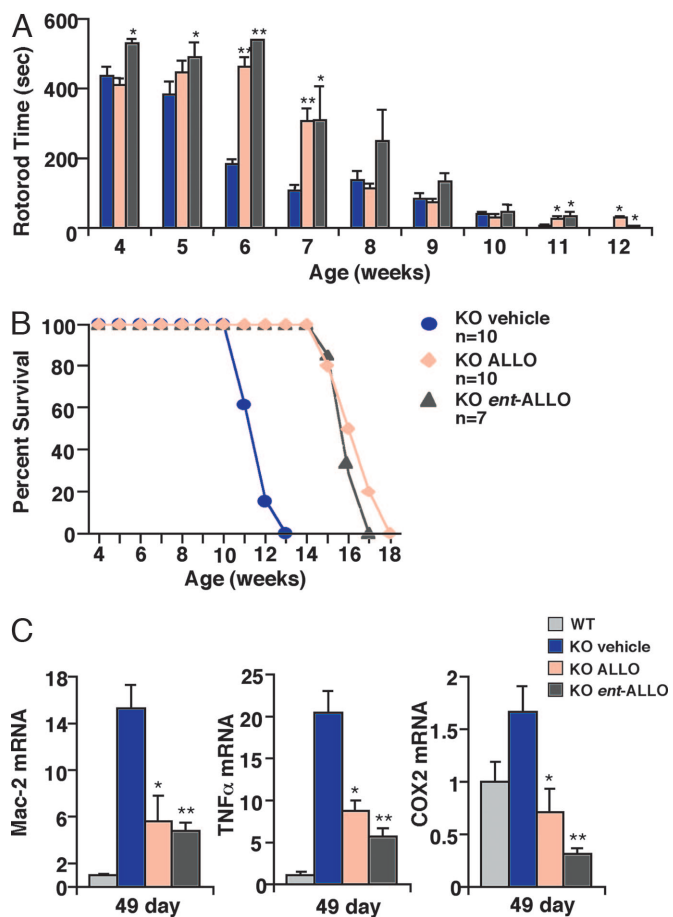 A
Rotorod Time (sec)
600
400
200
0
* * ** ** ** * * * * *
4 5 6 7 8 9 10 11 12
Age (weeks)
B
Percent Survival
100
80
60
40
20
0
4 6 8 10 12 14 16 18
Age (weeks)
KO vehicle
n=10
KO ALLO
n=10
KO ent-ALLO
n=7
C
WT
KO vehicle
KO ALLO
KO ent-ALLO
Mac-2 mRNA
18
15
14
10
6
2
0
* **
49 day
TNFα mRNA
25
20
15
10
5
0
* **
49 day
COX2 mRNA
2
1.5
1
0.5
0
* **
49 day